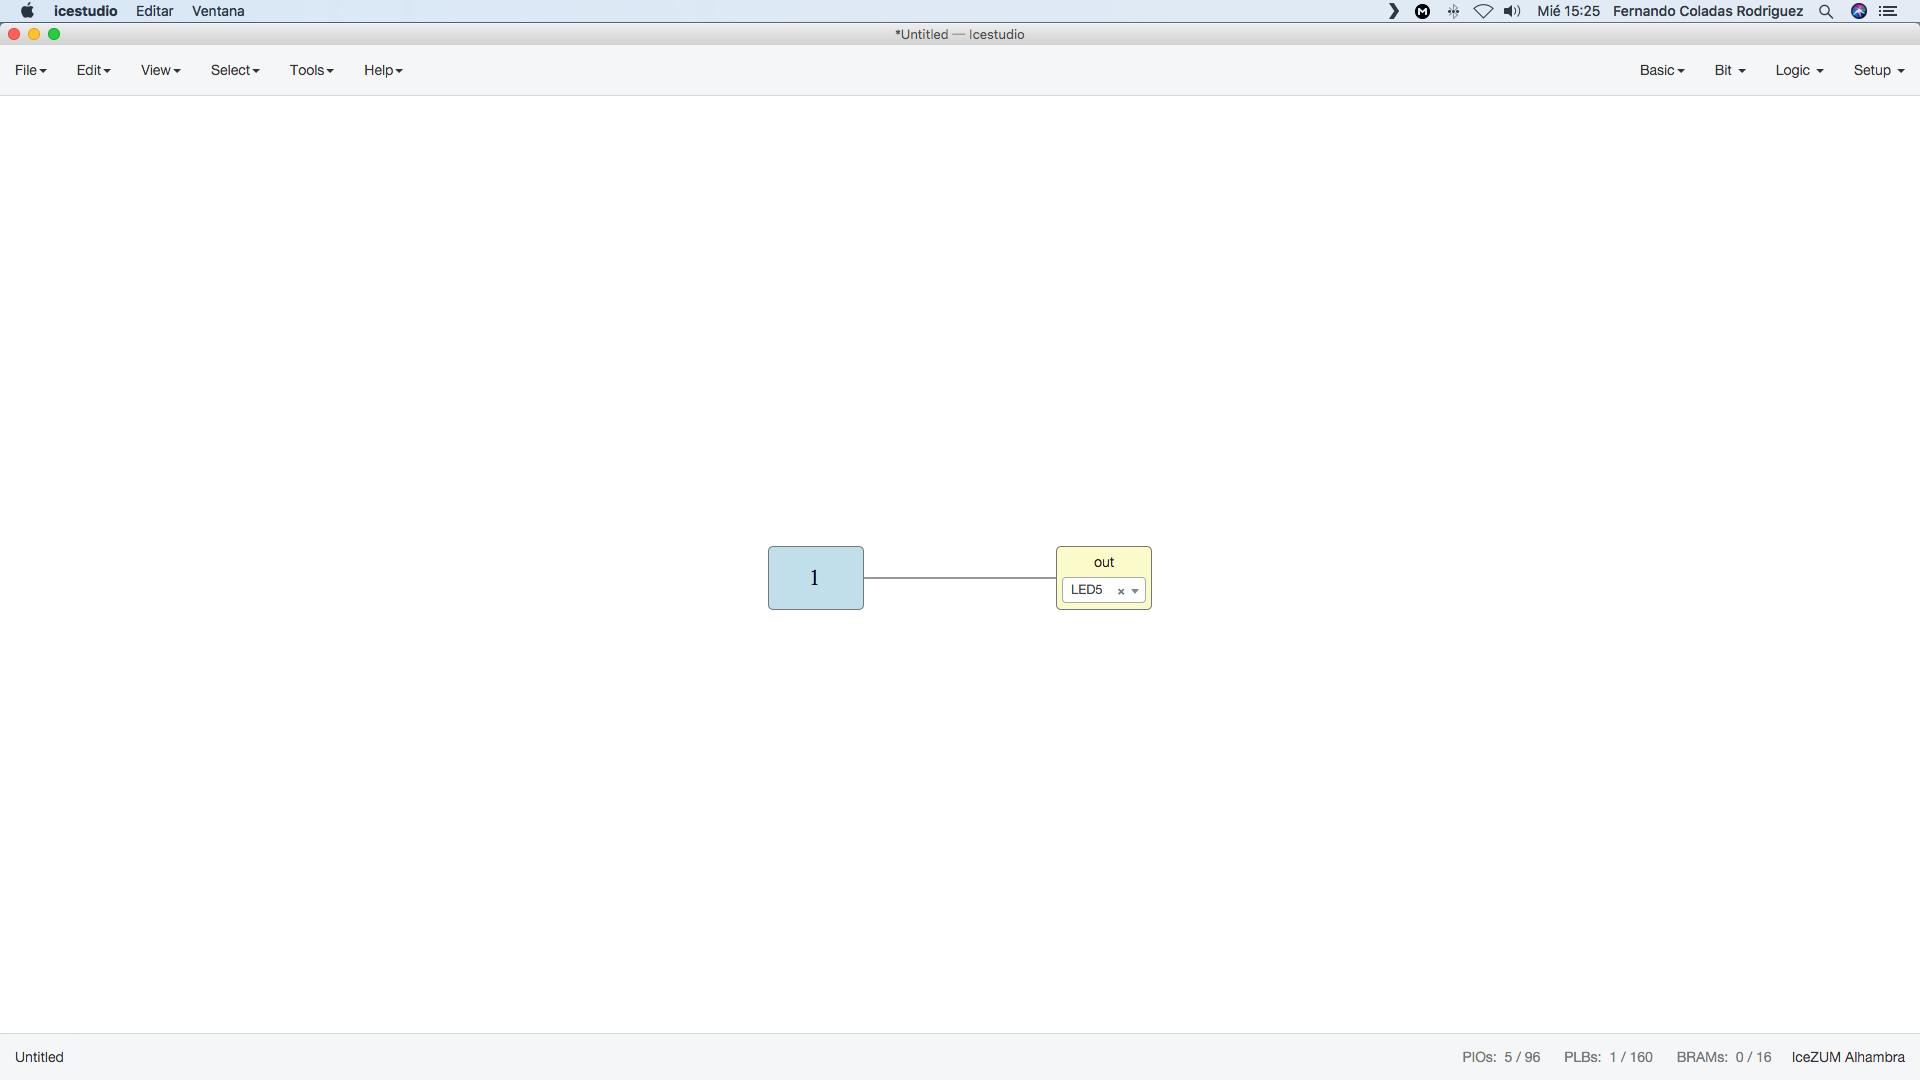 icestudio Editar Ventana Mié 15:25 Fernando Coladas Rodriguez
*Untitled — Icestudio
File Edit View Select Tools Help Basic Bit Logic Setup
1
out
LED5
Untitled PIOs: 5 / 96 PLBs: 1 / 160 BRAMs: 0 / 16 IceZUM Alhambra